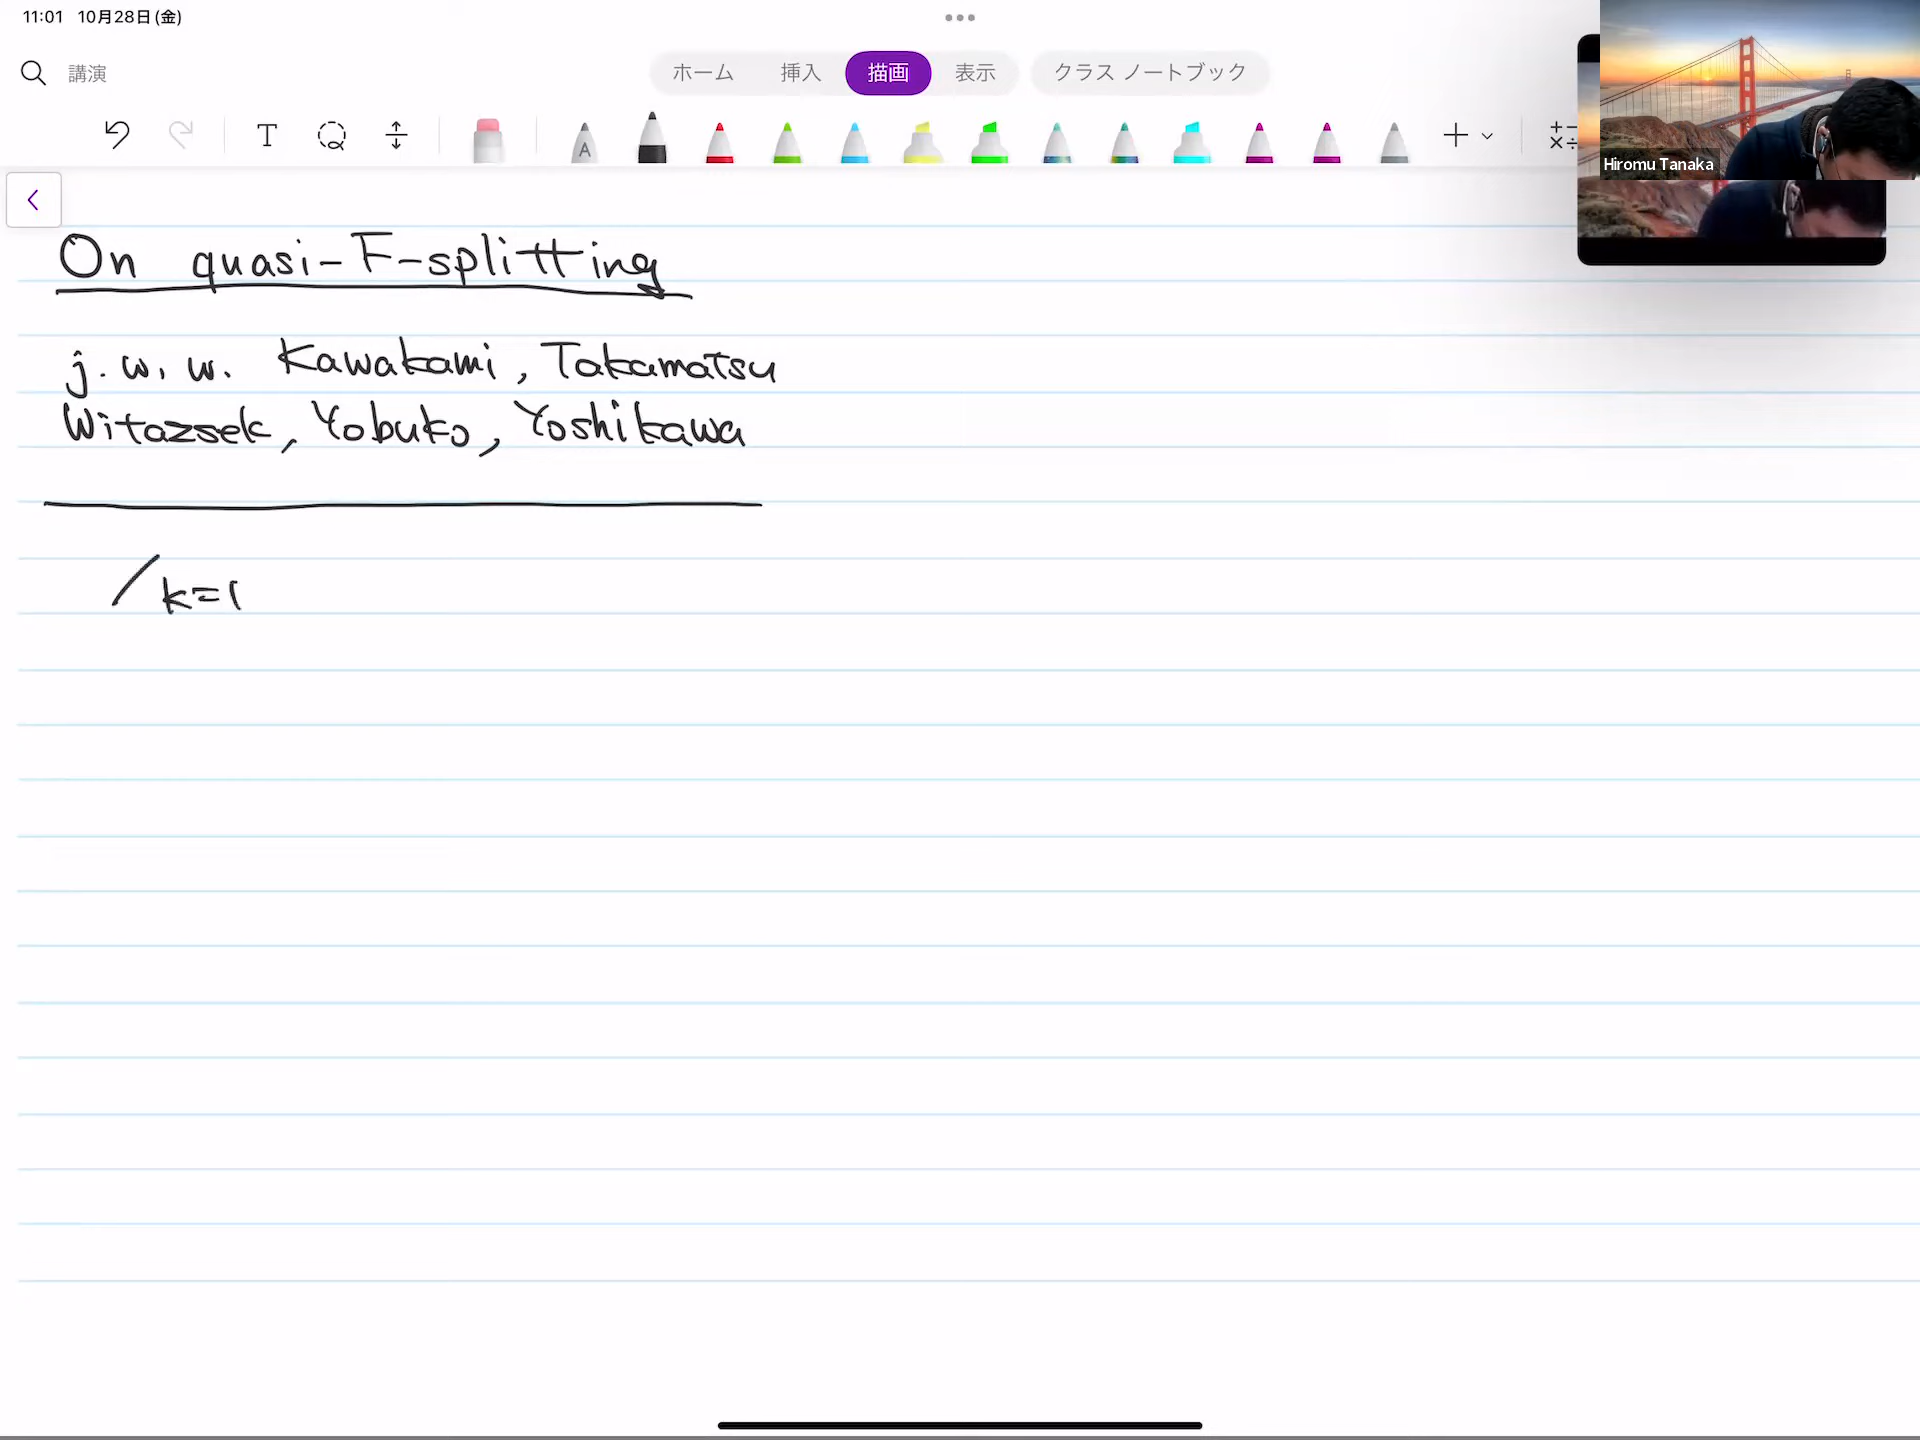 11:01 10月28日(金)
講演
ホーム 挿入 描画 表示 クラス ノートブック
T
A
Hiromu Tanaka
On quasi-F-splitting
j.w.w. Kawakami, Takamatsu
Witazsek, Yobuko, Yoshikawa
/k=